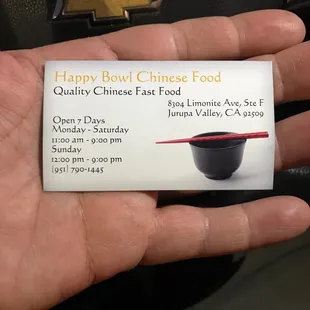 Happy Bowl Chinese Food
Quality Chinese Fast Food
8304 Limonite Ave, Ste F
Jurupa Valley, CA 92509
Open 7 Days
Monday - Saturday
11:00 am - 9:00 pm
Sunday
12:00 pm - 9:00 pm
(951) 790-1445